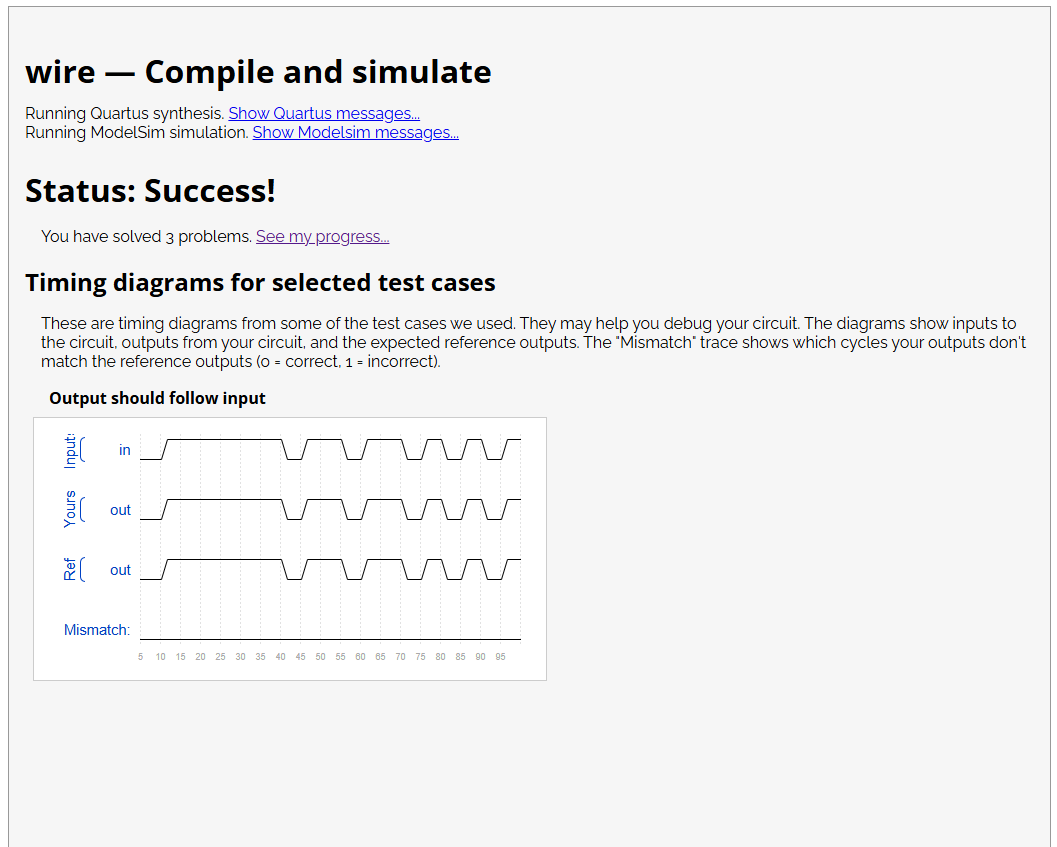 wire — Compile and simulate
Running Quartus synthesis. Show Quartus messages...
Running ModelSim simulation. Show Modelsim messages...
Status: Success!
You have solved 3 problems. See my progress...
Timing diagrams for selected test cases
These are timing diagrams from some of the test cases we used. They may help you debug your circuit. The diagrams show inputs to
the circuit, outputs from your circuit, and the expected reference outputs. The "Mismatch" trace shows which cycles your outputs don't
match the reference outputs (0 = correct, 1 = incorrect).
Output should follow input
Inputs
in
Yours
out
Ref
out
Mismatch:
5 10 15 20 25 30 35 40 45 50 55 60 65 70 75 80 85 90 95